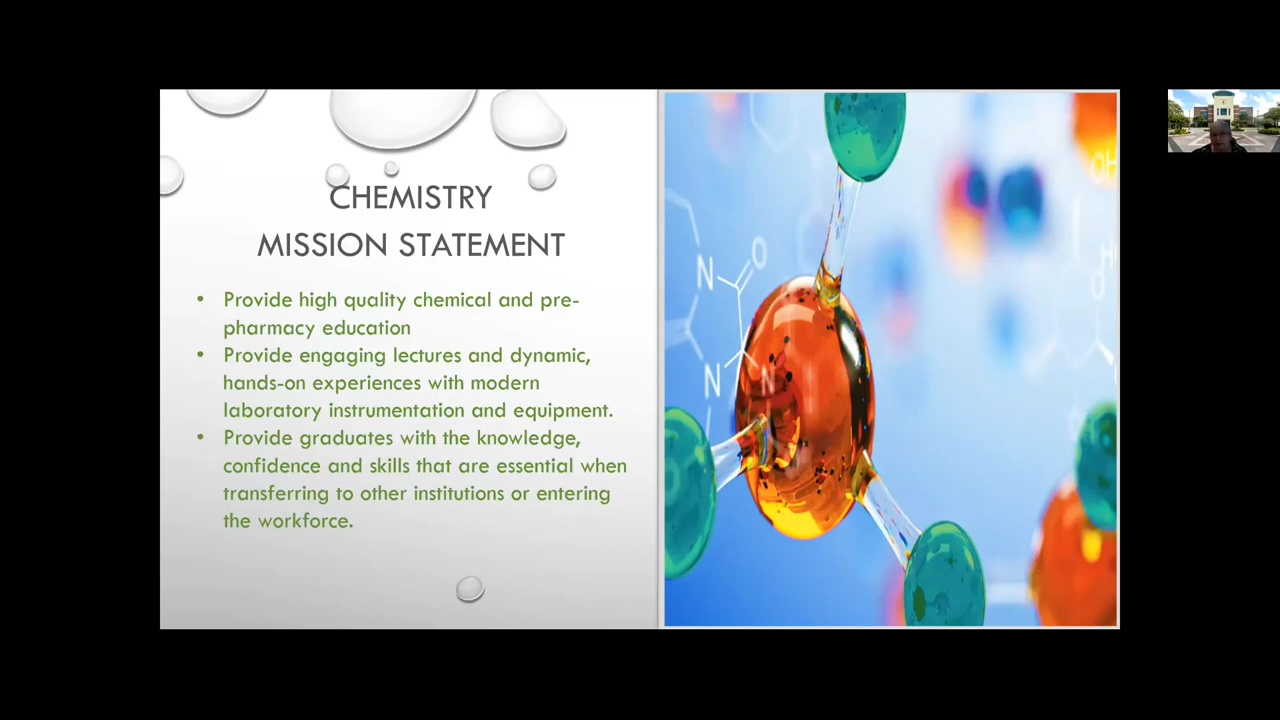 CHEMISTRY
MISSION STATEMENT
• Provide high quality chemical and pre-
pharmacy education
• Provide engaging lectures and dynamic,
hands-on experiences with modern
laboratory instrumentation and equipment.
• Provide graduates with the knowledge,
confidence and skills that are essential when
transferring to other institutions or entering
the workforce.
N
O
N
N
OH
H
O